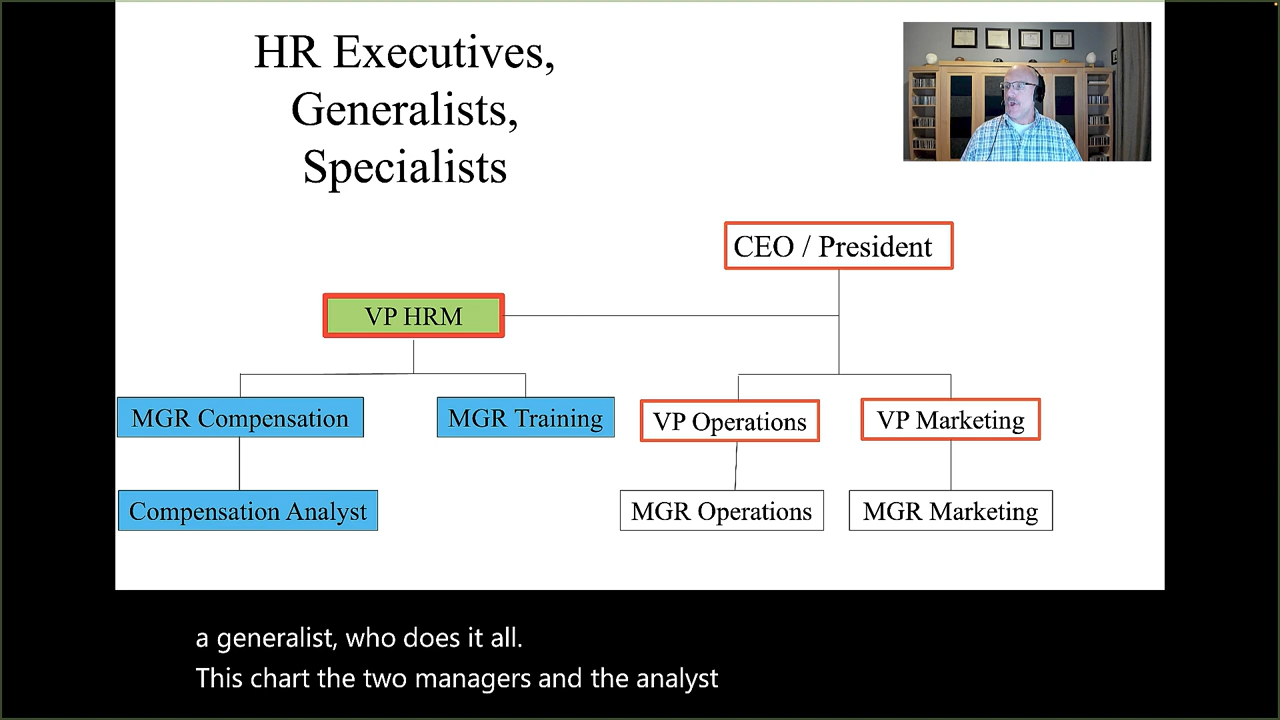 HR Executives,
Generalists,
Specialists
CEO / President
VP HRM
MGR Compensation
MGR Training
VP Operations
VP Marketing
Compensation Analyst
MGR Operations
MGR Marketing
a generalist, who does it all.
This chart the two managers and the analyst